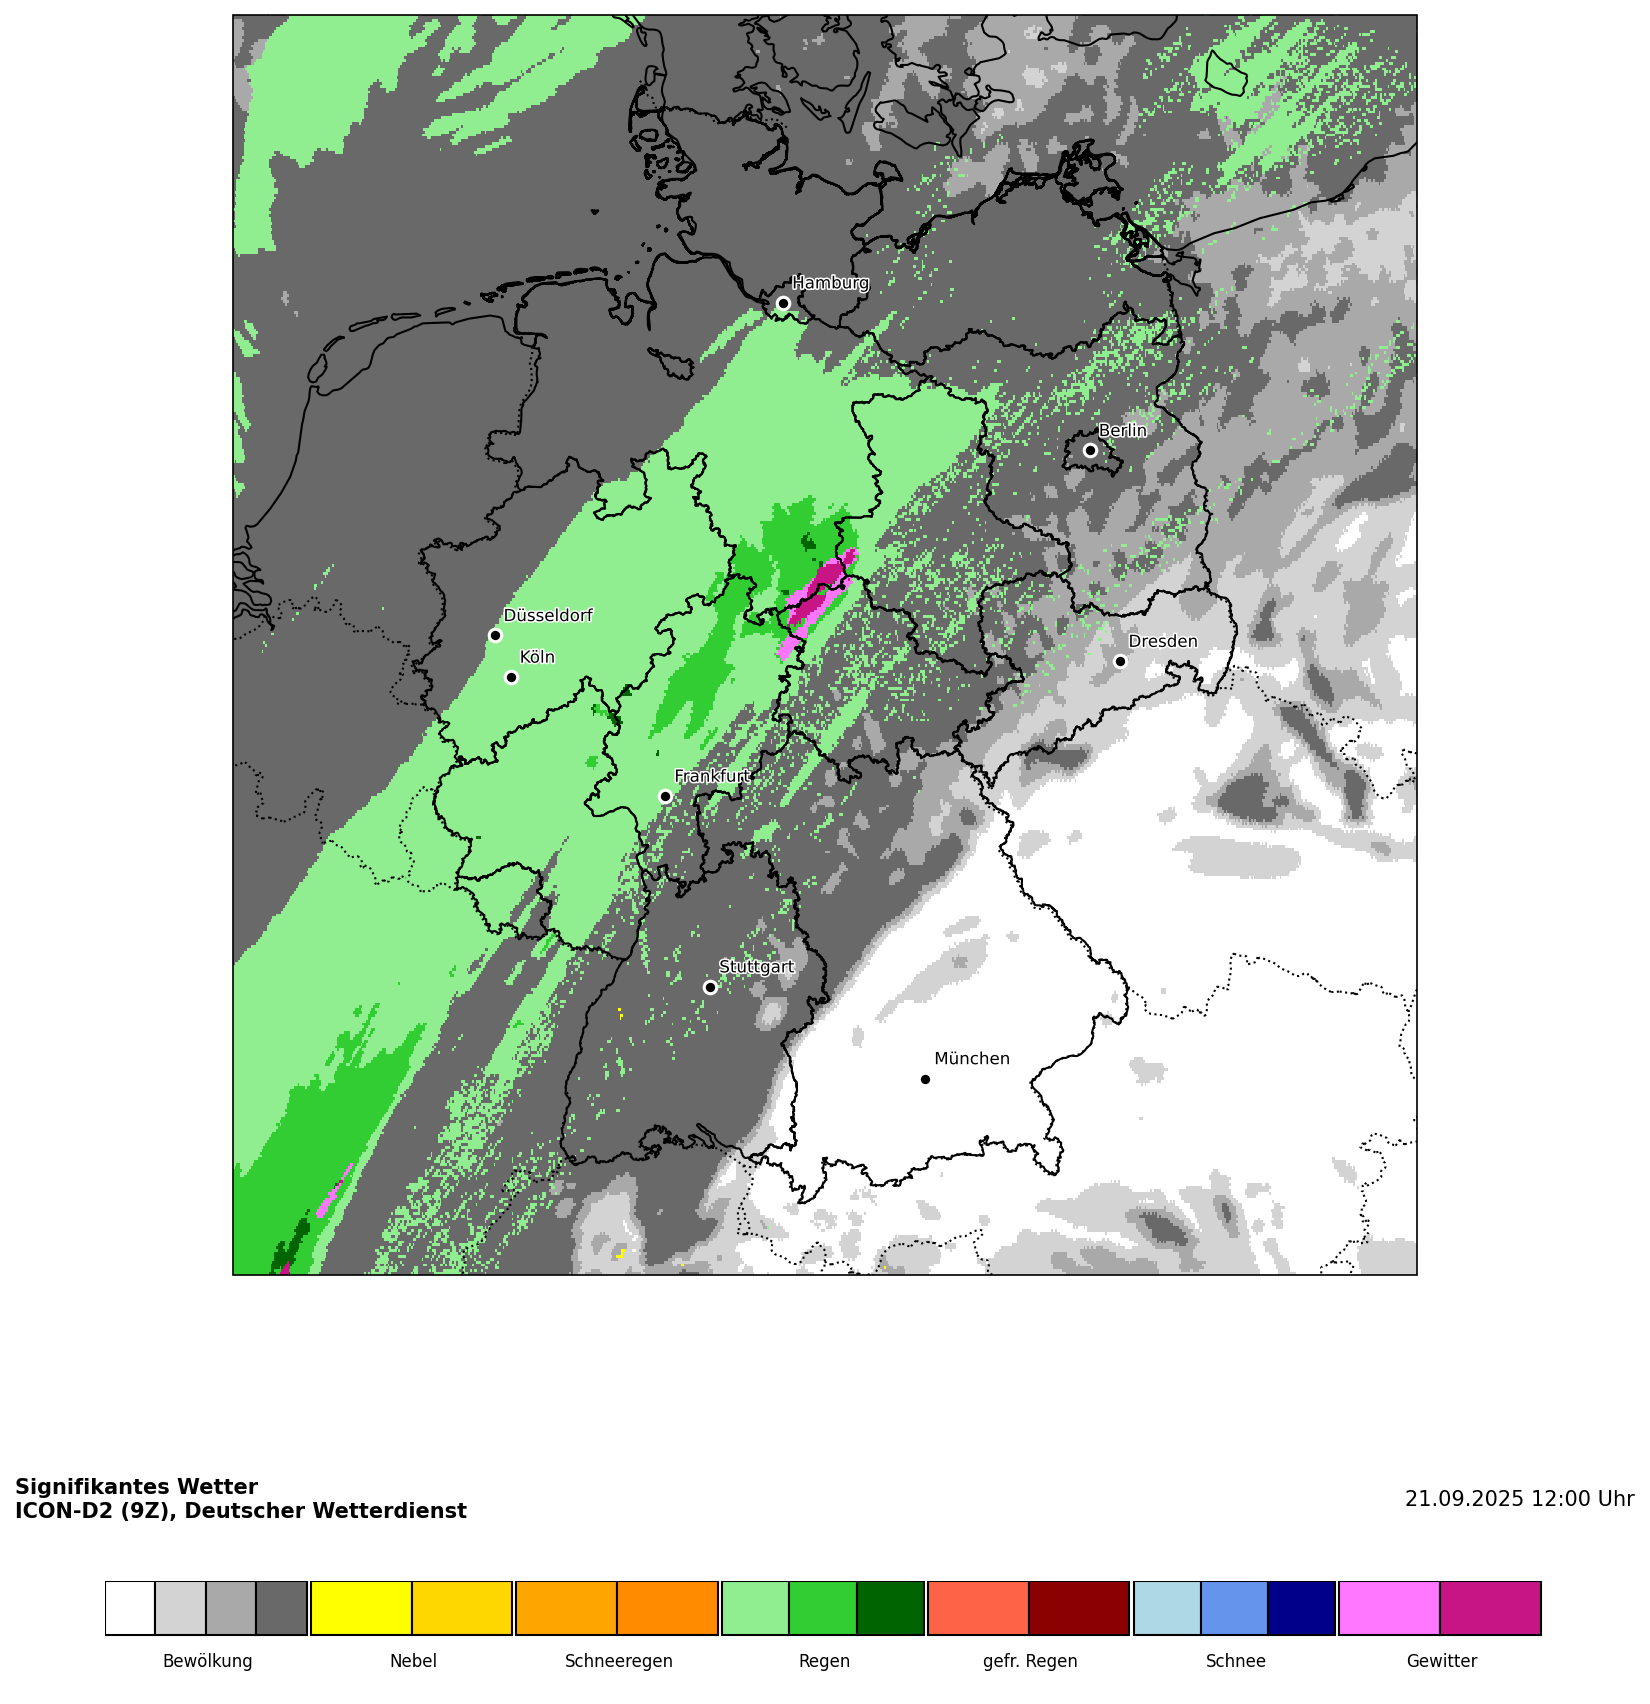 Hamburg
Berlin
Düsseldorf
Köln
Dresden
Frankfurt
Stuttgart
München
Signifikantes Wetter
ICON-D2 (9Z), Deutscher Wetterdienst
21.09.2025 12:00 Uhr
Bewölkung
Nebel
Schneeregen
Regen
gefr. Regen
Schnee
Gewitter